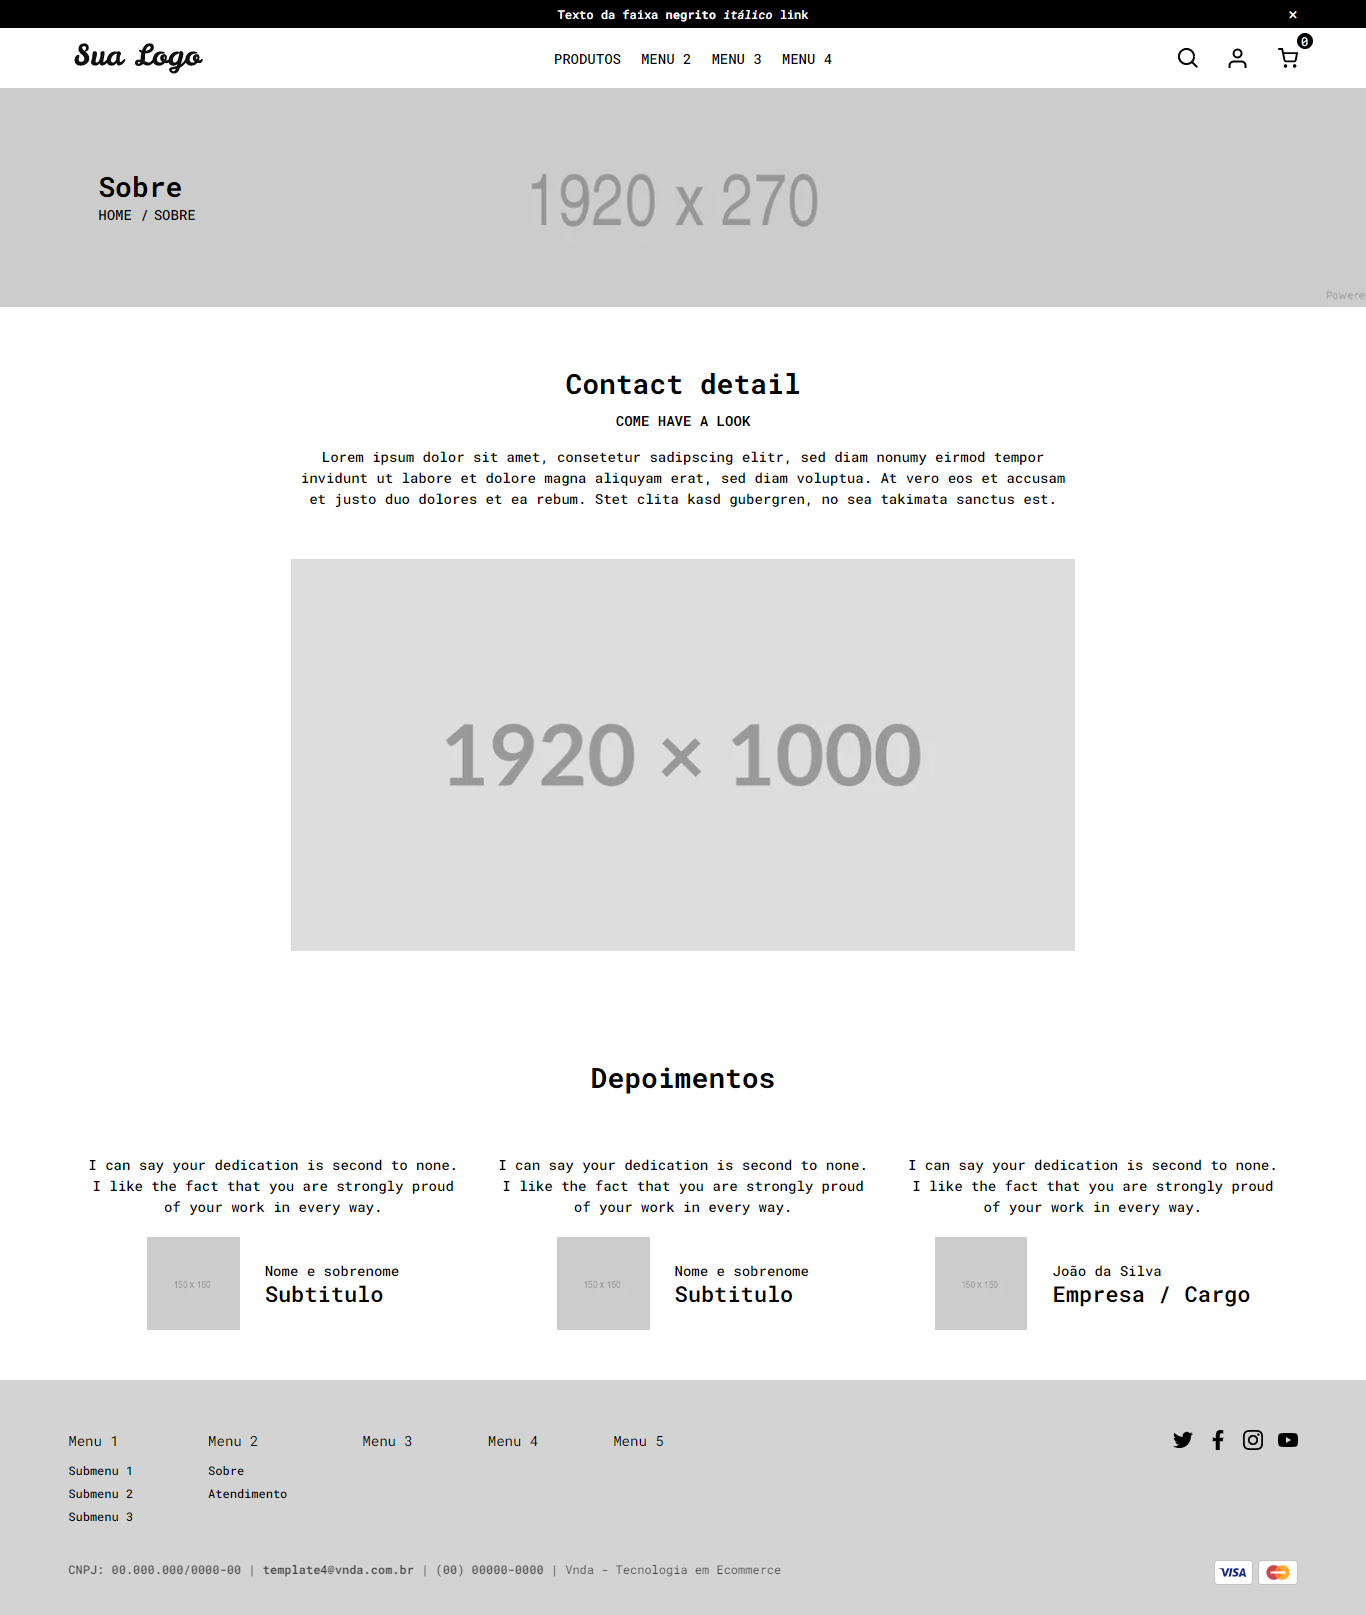 Texto da faixa negrito itálico link ×
Sua Logo
PRODUTOS MENU 2 MENU 3 MENU 4
0
Sobre
HOME / SOBRE
1920 x 270
Powere
Contact detail
COME HAVE A LOOK
Lorem ipsum dolor sit amet, consetetur sadipscing elitr, sed diam nonumy eirmod tempor
invidunt ut labore et dolore magna aliquyam erat, sed diam voluptua. At vero eos et accusam
et justo duo dolores et ea rebum. Stet clita kasd gubergren, no sea takimata sanctus est.
1920 × 1000
Depoimentos
I can say your dedication is second to none.
I like the fact that you are strongly proud
of your work in every way.
150 x 150
Nome e sobrenome
Subtitulo
I can say your dedication is second to none.
I like the fact that you are strongly proud
of your work in every way.
150 x 150
Nome e sobrenome
Subtitulo
I can say your dedication is second to none.
I like the fact that you are strongly proud
of your work in every way.
150 x 150
João da Silva
Empresa / Cargo
Menu 1
Submenu 1
Submenu 2
Submenu 3
Menu 2
Sobre
Atendimento
Menu 3
Menu 4
Menu 5
CNPJ: 00.000.000/0000-00 | template4@vnda.com.br | (00) 00000-0000 | Vnda - Tecnologia em Ecommerce
VISA